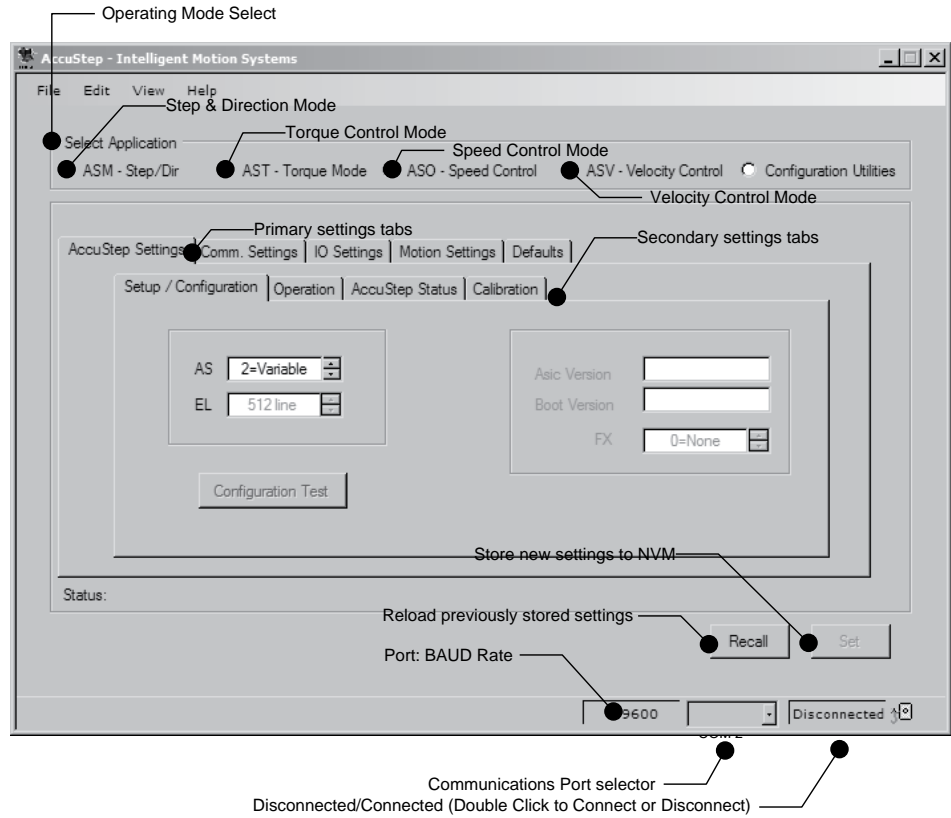 Operating Mode Select
AccuStep - Intelligent Motion Systems
File Edit View Help
Step & Direction Mode
Select Application
Torque Control Mode
Speed Control Mode
ASM - Step/Dir AST - Torque Mode ASO - Speed Control ASV - Velocity Control Configuration Utilities
Velocity Control Mode
Primary settings tabs
Secondary settings tabs
AccuStep Settings Comm. Settings IO Settings Motion Settings Defaults
Setup / Configuration Operation AccuStep Status Calibration
AS 2=Variable
EL 512 line
Asic Version
Boot Version
FX 0=None
Configuration Test
Store new settings to NVM
Status:
Reload previously stored settings
Recall Set
Port: BAUD Rate
9600 Disconnected
Communications Port selector
Disconnected/Connected (Double Click to Connect or Disconnect)